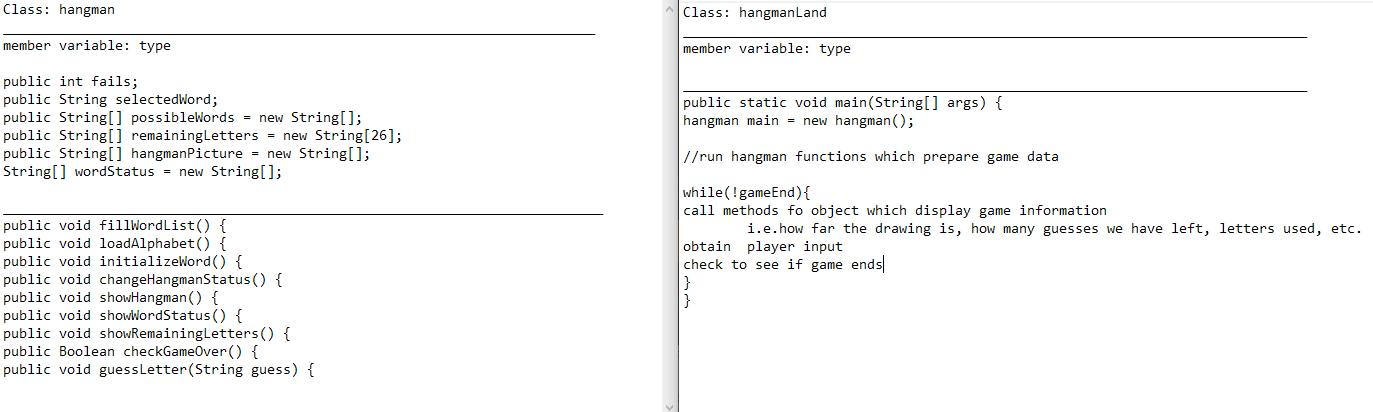 Class: hangman
member variable: type
public int fails;
public String selectedWord;
public String[] possibleWords = new String[];
public String[] remainingLetters = new String[26];
public String[] hangmanPicture = new String[];
String[] wordStatus = new String[];
public void fillWordList() {
public void loadAlphabet() {
public void initializeWord() {
public void changeHangmanStatus() {
public void showHangman() {
public void showWordStatus() {
public void showRemainingLetters() {
public Boolean checkGameOver() {
public void guessLetter(String guess) {
Class: hangmanLand
member variable: type
public static void main(String[] args) {
hangman main = new hangman();
//run hangman functions which prepare game data
while(!gameEnd){
call methods fo object which display game information
i.e.how far the drawing is, how many guesses we have left, letters used, etc.
obtain  player input
check to see if game ends
}
}